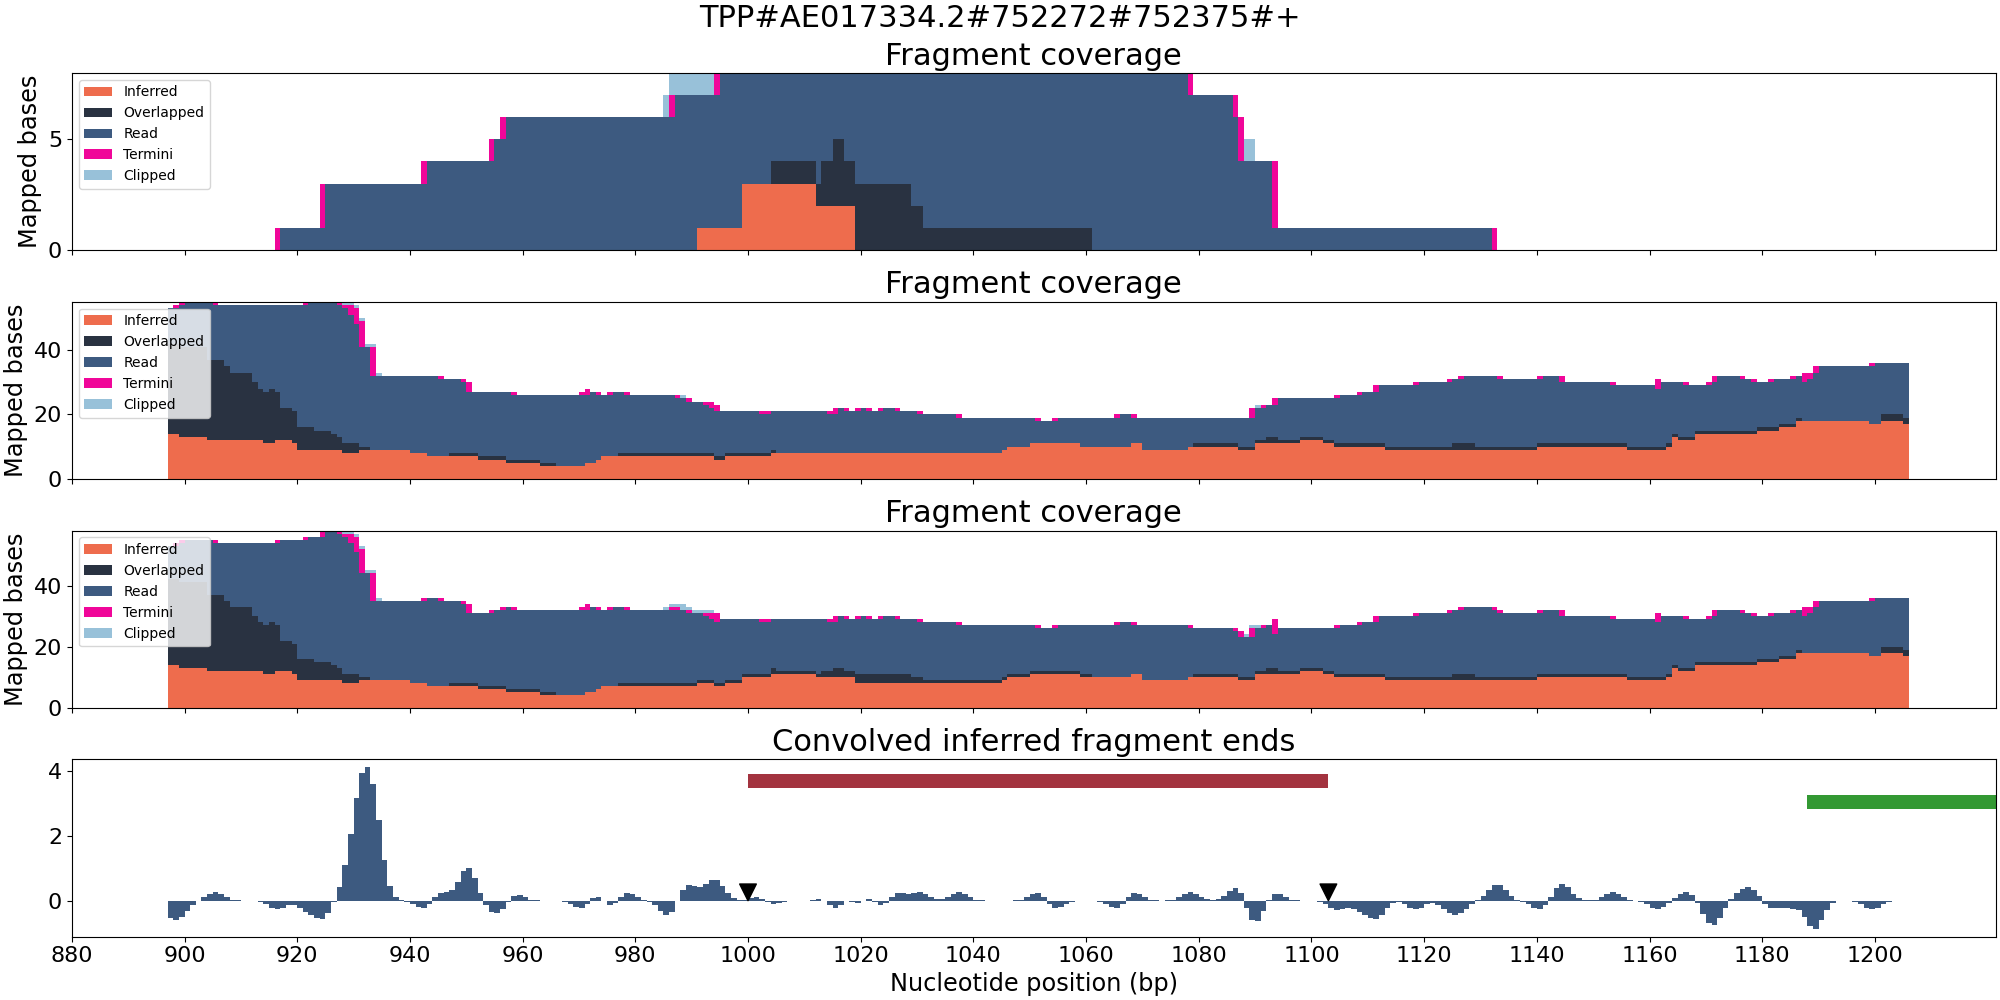 TPP#AE017334.2#752272#752375#+
Fragment coverage
Mapped bases
5
0
Inferred
Overlapped
Read
Termini
Clipped
Fragment coverage
Mapped bases
40
20
0
Inferred
Overlapped
Read
Termini
Clipped
Fragment coverage
Mapped bases
40
20
0
Inferred
Overlapped
Read
Termini
Clipped
Convolved inferred fragment ends
4
2
0
880 900 920 940 960 980 1000 1020 1040 1060 1080 1100 1120 1140 1160 1180 1200
Nucleotide position (bp)